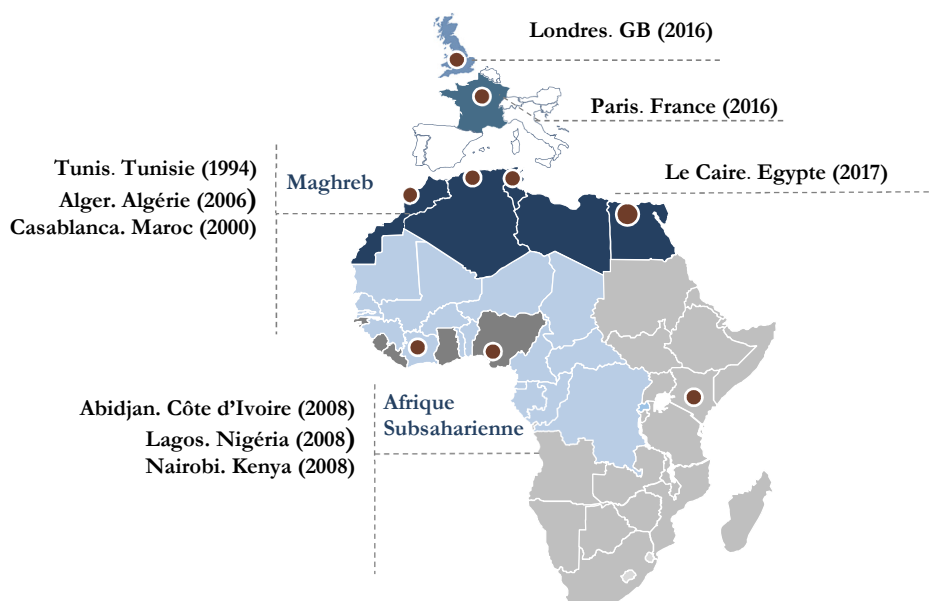 Londres. GB (2016)
Paris. France (2016)
Tunis. Tunisie (1994)
Alger. Algérie (2006)
Casablanca. Maroc (2000)
Maghreb
Le Caire. Egypte (2017)
Abidjan. Côte d’Ivoire (2008)
Lagos. Nigéria (2008)
Nairobi. Kenya (2008)
Afrique
Subsaharienne